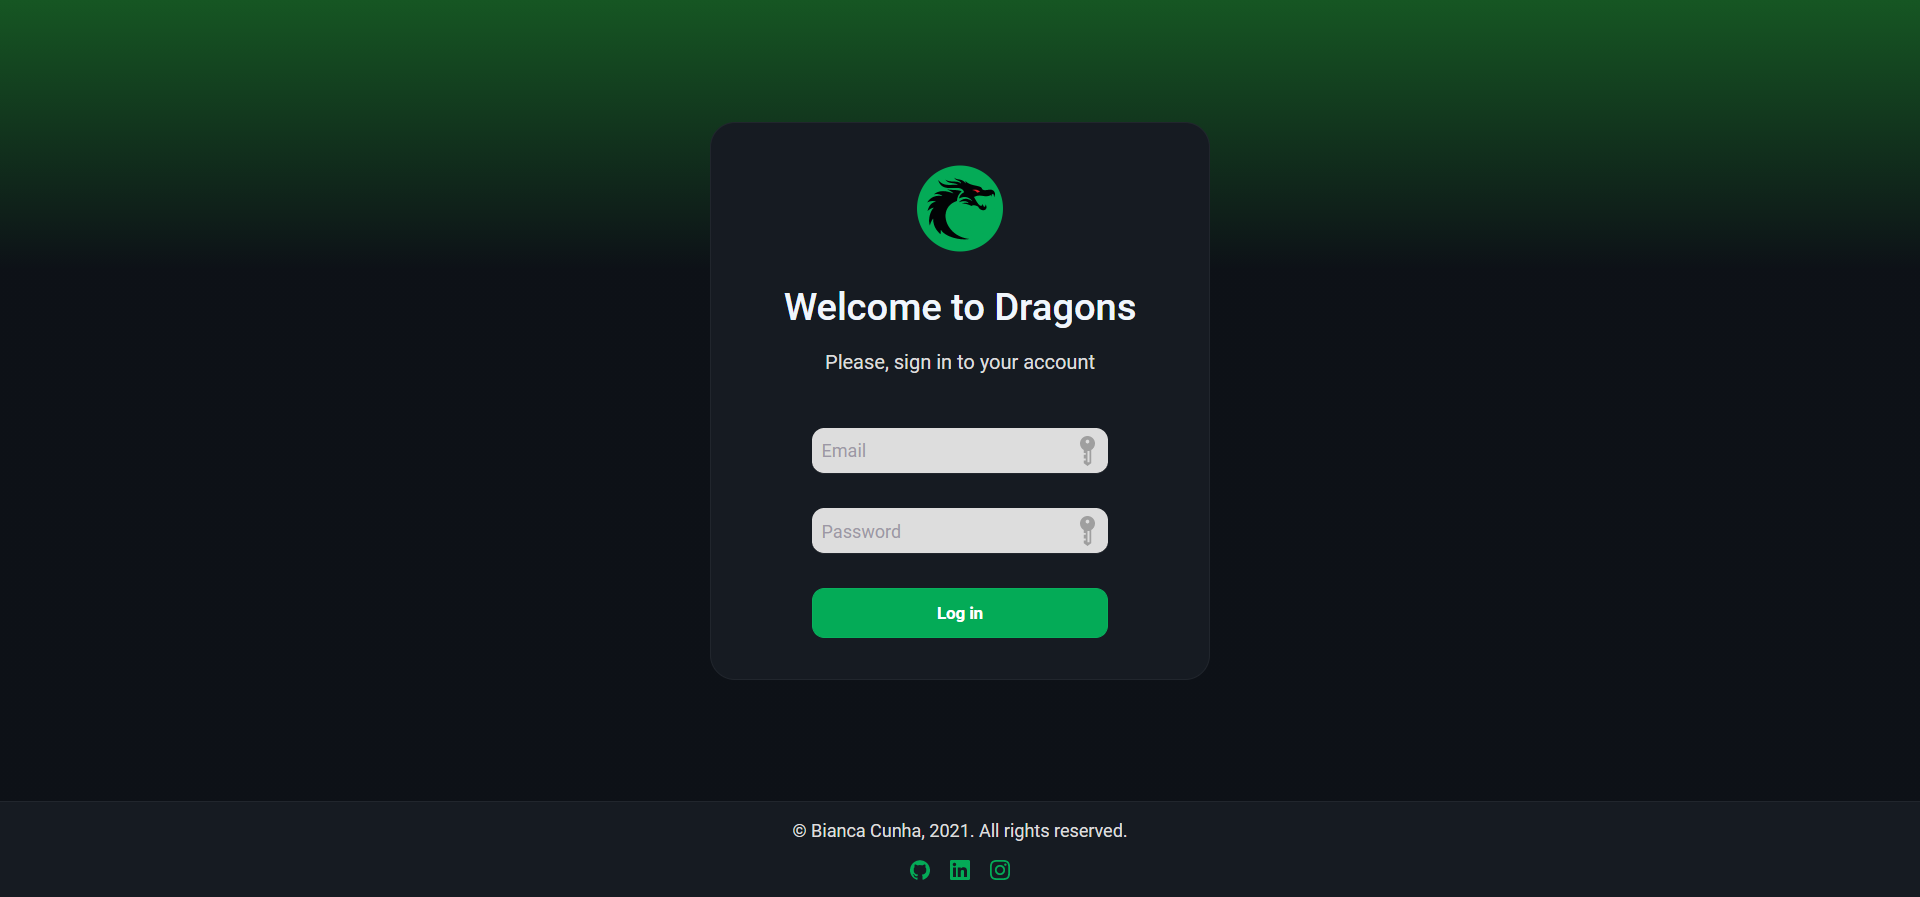 Welcome to Dragons
Please, sign in to your account
Email
Password
Log in
© Bianca Cunha, 2021. All rights reserved.